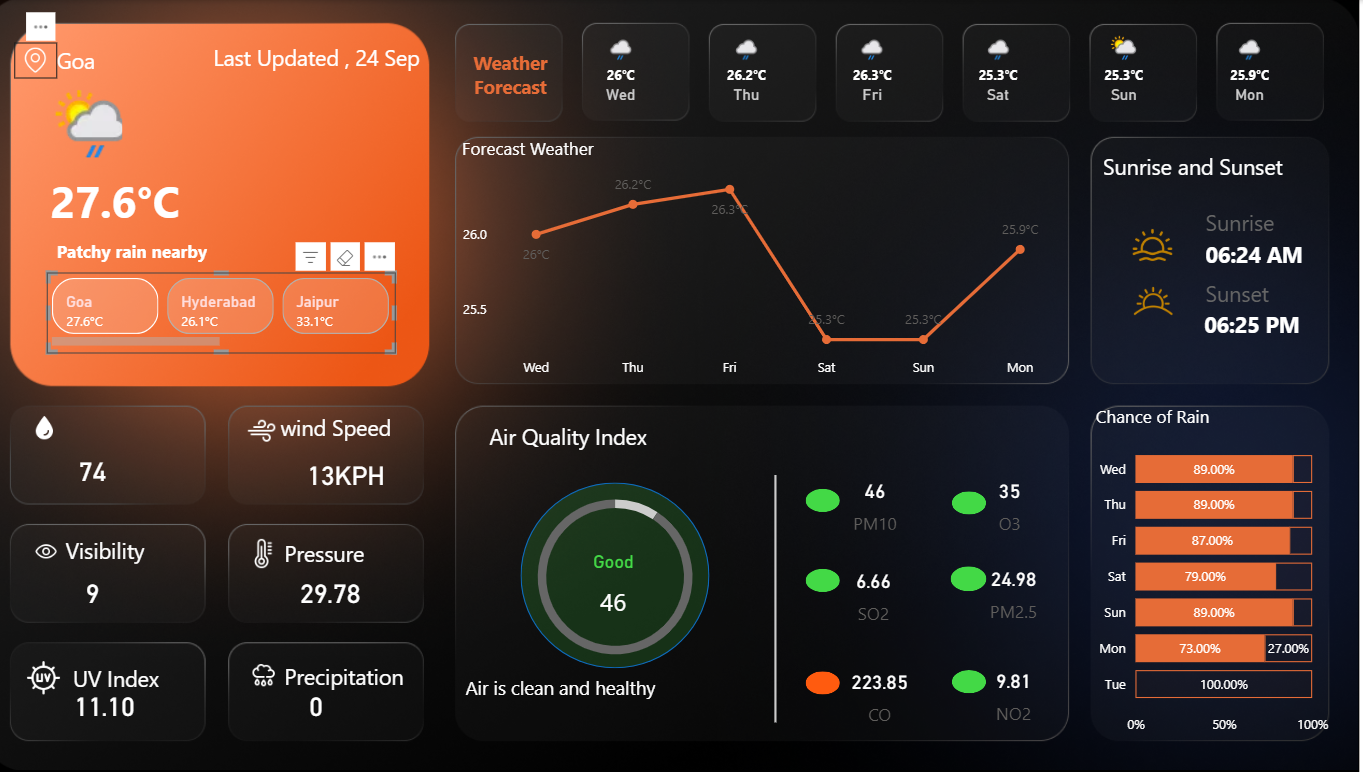 Goa
Last Updated , 24 Sep
27.6°C
Patchy rain nearby
Goa
27.6°C
Hyderabad
26.1°C
Jaipur
33.1°C
Weather
Forecast
26°C
Wed
26.2°C
Thu
26.3°C
Fri
25.3°C
Sat
25.3°C
Sun
25.9°C
Mon
Forecast Weather
26.0
25.5
26°C
26.2°C
26.3°C
25.3°C
25.3°C
25.9°C
Wed
Thu
Fri
Sat
Sun
Mon
Sunrise and Sunset
Sunrise
06:24 AM
Sunset
06:25 PM
74
wind Speed
13KPH
Visibility
9
Pressure
29.78
UV
UV Index
11.10
Precipitation
0
Air Quality Index
Good
46
Air is clean and healthy
46
PM10
35
O3
6.66
SO2
24.98
PM2.5
223.85
CO
9.81
NO2
Chance of Rain
Wed 89.00%
Thu 89.00%
Fri 87.00%
Sat 79.00%
Sun 89.00%
Mon 73.00% 27.00%
Tue 100.00%
0% 50% 100%